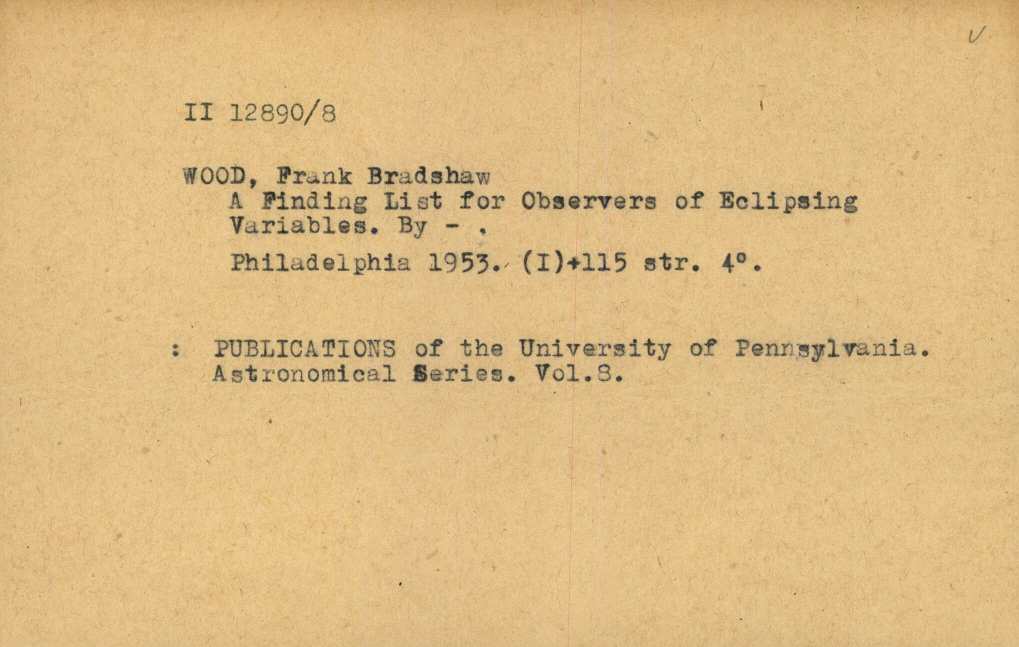 V
II 12890/8
WOOD, Frank Bradshaw
A Finding List for Observers of Eclipsing
Variables. By - .
Philadelphia 1953. (I)+115 str. 4°.
: PUBLICATIONS of the University of Pennsylvania.
Astronomical Series. Vol.8.